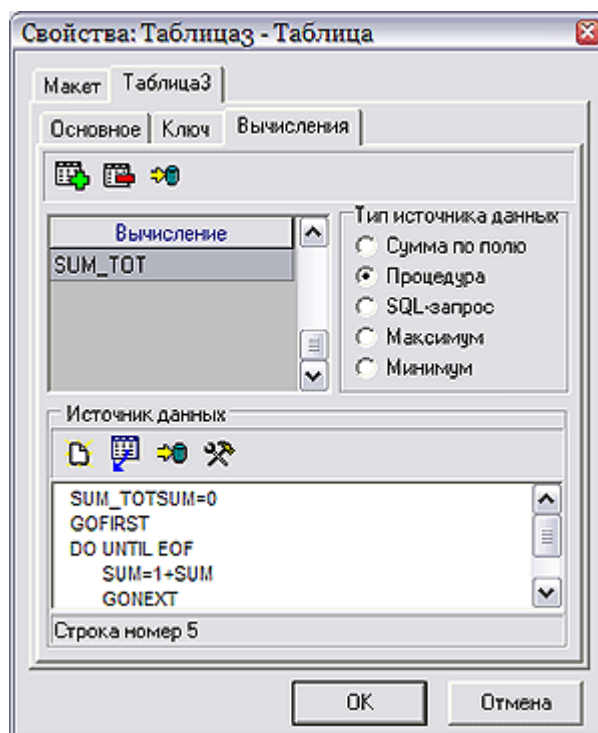 Свойства: Таблица3 - Таблица
Макет Таблица3
Основное Ключ Вычисления
Вычисление
SUM_TOT
Тип источника данных
Сумма по полю
Процедура
SQL-запрос
Максимум
Минимум
Источник данных
SUM_TOTSUM=0
GOFIRST
DO UNTIL EOF
SUM=1+SUM
GONEXT
Строка номер 5
OK Отмена